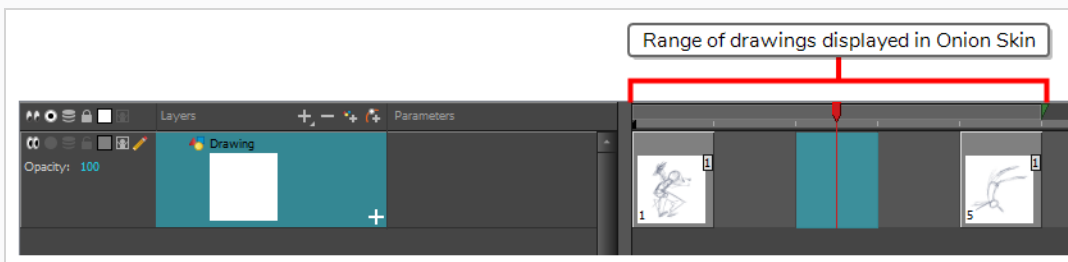 Range of drawings displayed in Onion Skin
Layers
Parameters
Drawing
Opacity: 100
1
1
1
5